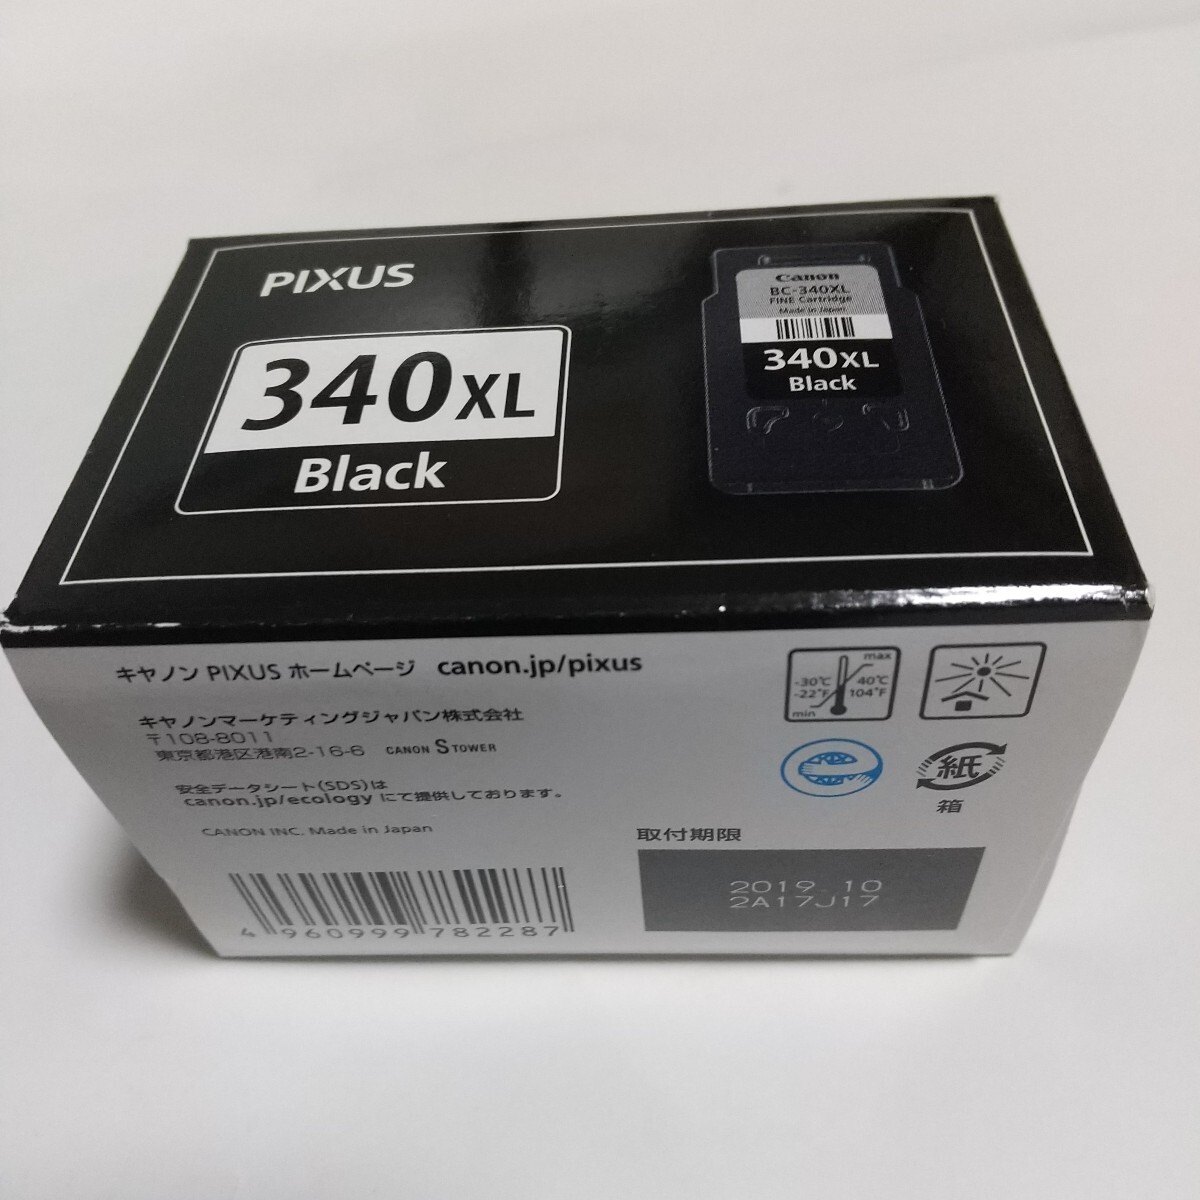 PIXUS
340XL
Black
Canon
BC-340XL
FINE Cartridge
Made in Japan
340XL
Black
キヤノン PIXUS ホームページ canon.jp/pixus
キヤノンマーケティングジャパン株式会社
〒108-8011
東京都港区港南2-16-6 CANON S TOWER
安全データシート(SDS)は
canon.jp/ecology にて提供しております。
CANON INC. Made in Japan
4 960999 782287
max
-30℃ 40℃
-22°F 104°F
min
紙
箱
取付期限
2019.10
2A17J17